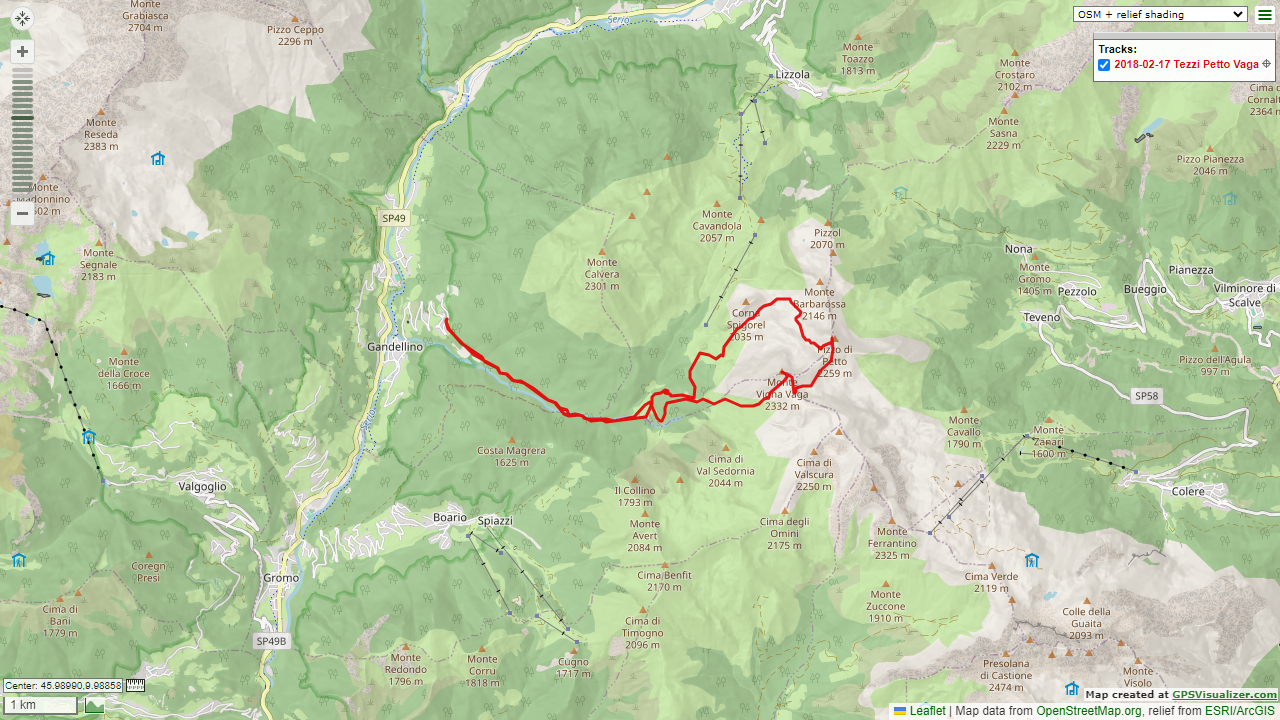 Monte
Grabiasca
2704 m
Pizzo Ceppo
2296 m
Serio
OSM + relief shading
Tracks:
2018-02-17 Tezzi Petto Vaga
Monte
Toazzo
1813 m
Lizzola
Monte
Crostaro
2102 m
Cima di
2364 m
Monte
Reseda
2383 m
Monte
Sasna
2229 m
Pizzo Pianezza
2046 m
Monte
Madonnino
2502 m
SP49
Monte
Cavandola
2057 m
Pizzol
2070 m
Monte
Segnale
2183 m
Monte
Calvera
2301 m
Nona
Monte
Gromo
1405 m
Pianezza
Pezzolo
Bueggio
Vilminore di
Scalve
Teveno
Monte
Barbarossa
2146 m
Corna
Spigorel
2035 m
Gandellino
Pizzo di
Petto
2259 m
Monte
della Croce
1666 m
Pizzo dell'Agula
997 m
Monte
Vigna Vaga
2332 m
SP58
Serio
Monte
Cavallo
1790 m
Monte
Zanari
1600 m
Costa Magrera
1625 m
Cima di
Val Sedornia
2044 m
Cima di
Valscura
2250 m
Valgoglio
Il Collino
1793 m
Colere
Boario
Spiazzi
Monte
Avert
2084 m
Cima degli
Omini
2175 m
Monte
Ferrantino
2325 m
Coregn
Presi
Gromo
Cima Benfit
2170 m
Cima Verde
2119 m
Cima di
Bani
1779 m
Monte
Zuccone
1910 m
Colle della
Guaita
2093 m
Cima di
Timogno
2096 m
SP49B
Monte
Redondo
1796 m
Monte
Corru
1818 m
Cugno
1717 m
Presolana
di Castione
2474 m
Monte
Visolo
Center: 45.98990,9.98858
1 km
Map created at GPSVisualizer.com
Leaflet | Map data from OpenStreetMap.org, relief from ESRI/ArcGIS